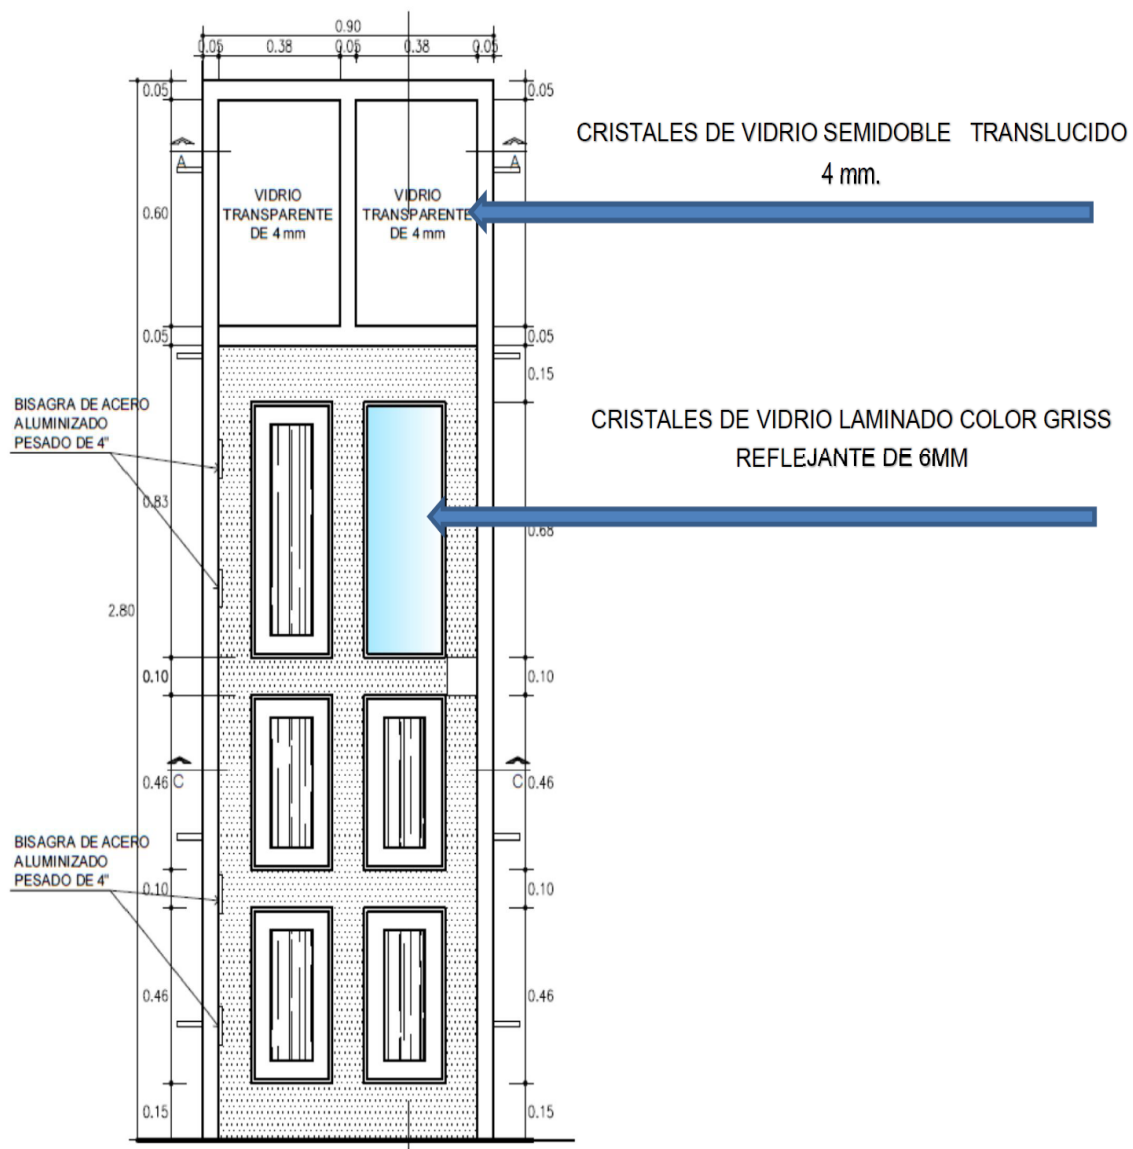 0.90
0.05 0.38 0.05 0.38 0.05
0.05 0.05
CRISTALES DE VIDRIO SEMIDOBLE TRANSLUCIDO
4 mm.
A A
VIDRIO
TRANSPARENTE
DE 4 mm
VIDRIO
TRANSPARENTE
DE 4 mm
0.60 0.60
0.05 0.05
0.15
BISAGRA DE ACERO
ALUMINIZADO
PESADO DE 4"
CRISTALES DE VIDRIO LAMINADO COLOR GRISS
REFLEJANTE DE 6MM
0.83 0.68
2.80
0.10 0.10
0.46 C C 0.46
BISAGRA DE ACERO
ALUMINIZADO
PESADO DE 4"
0.10 0.10
0.46 0.46
0.15 0.15